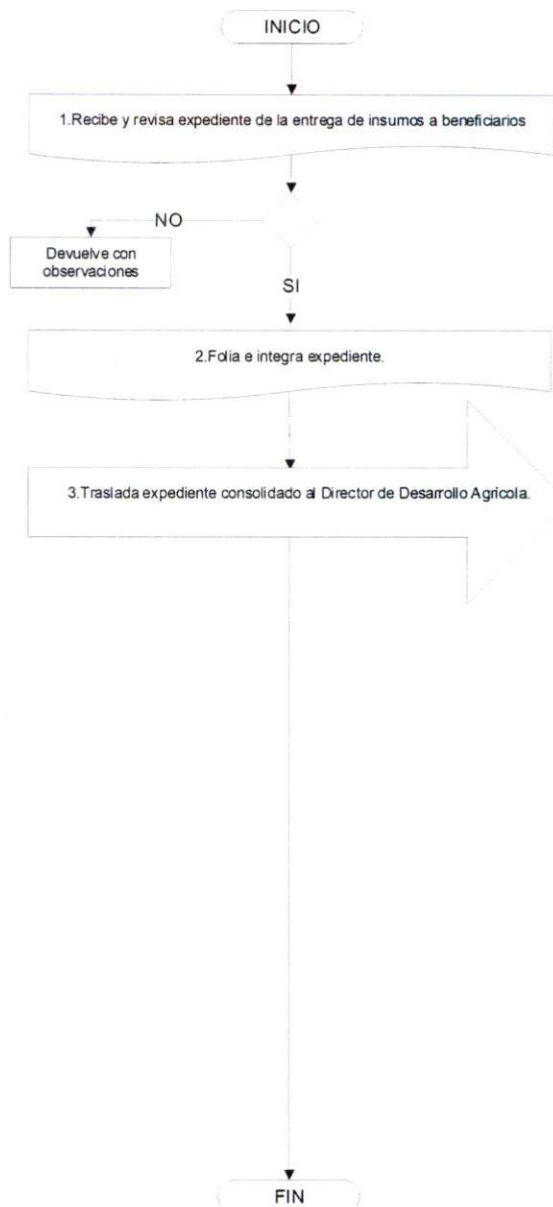 INICIO
1.Recibe y revisa expediente de la entrega de insumos a beneficiarios
NO
Devuelve con
observaciones
SI
2.Folia e integra expediente.
3.Traslada expediente consolidado al Director de Desarrollo Agrícola.
FIN